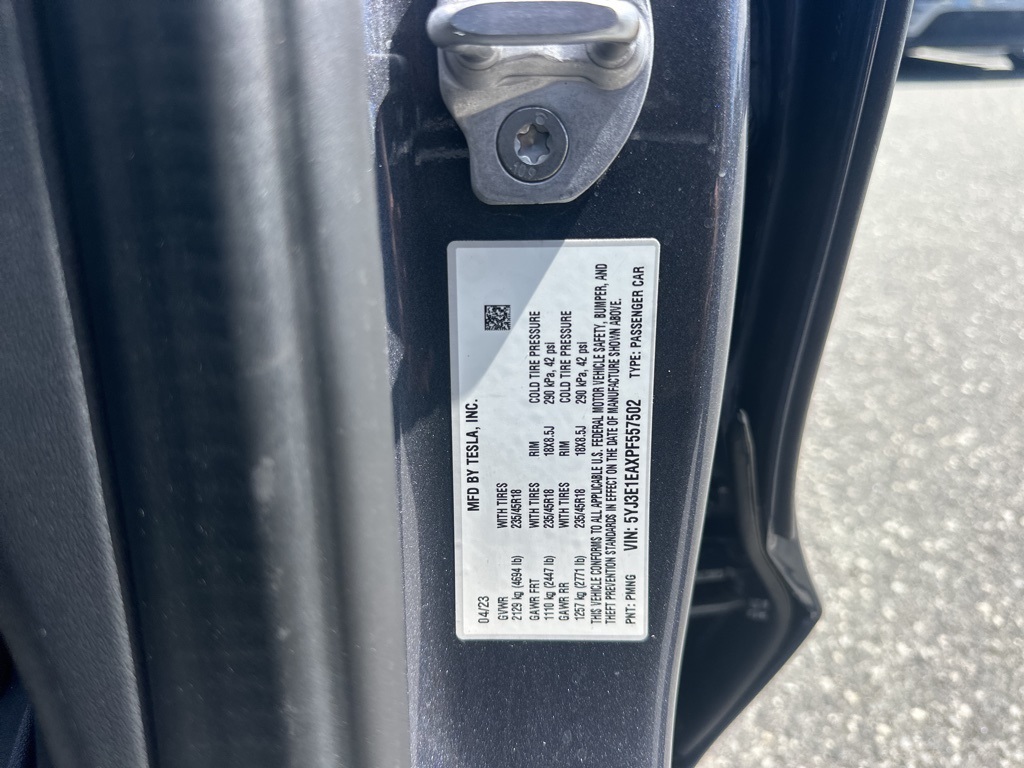 MFD BY TESLA, INC.
04/23
GVWR WITH TIRES RIM COLD TIRE PRESSURE
2129 kg (4694 lb) 235/45R18 18X8.5J 290 kPa, 42 psi
GAWR FRT WITH TIRES RIM COLD TIRE PRESSURE
1110 kg (2447 lb) 235/45R18 18X8.5J 290 kPa, 42 psi
GAWR RR
1257 kg (2771 lb)
THIS VEHICLE CONFORMS TO ALL APPLICABLE U.S. FEDERAL MOTOR VEHICLE SAFETY, BUMPER, AND
THEFT PREVENTION STANDARDS IN EFFECT ON THE DATE OF MANUFACTURE SHOWN ABOVE.
PNT: PMNG VIN: 5YJ3E1EAXPF557502 TYPE: PASSENGER CAR